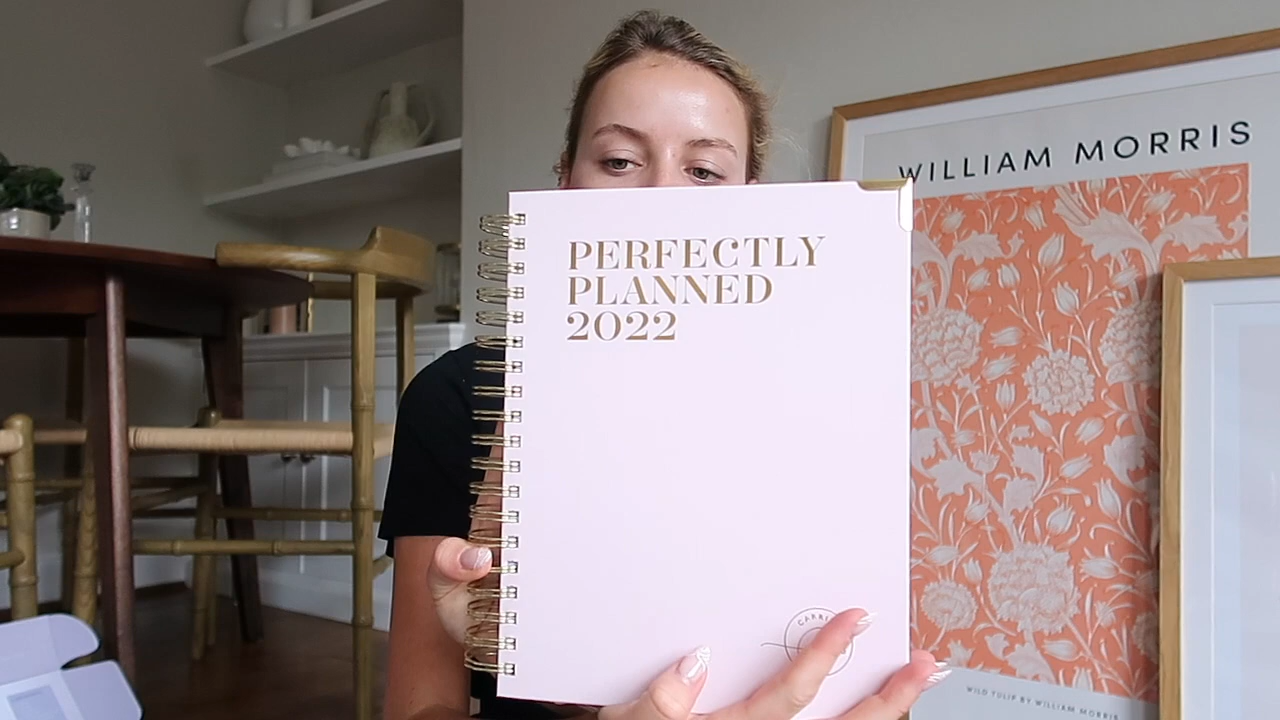 PERFECTLY
PLANNED
2022
WILLIAM MORRIS
WILD TULIP BY WILLIAM MORRIS